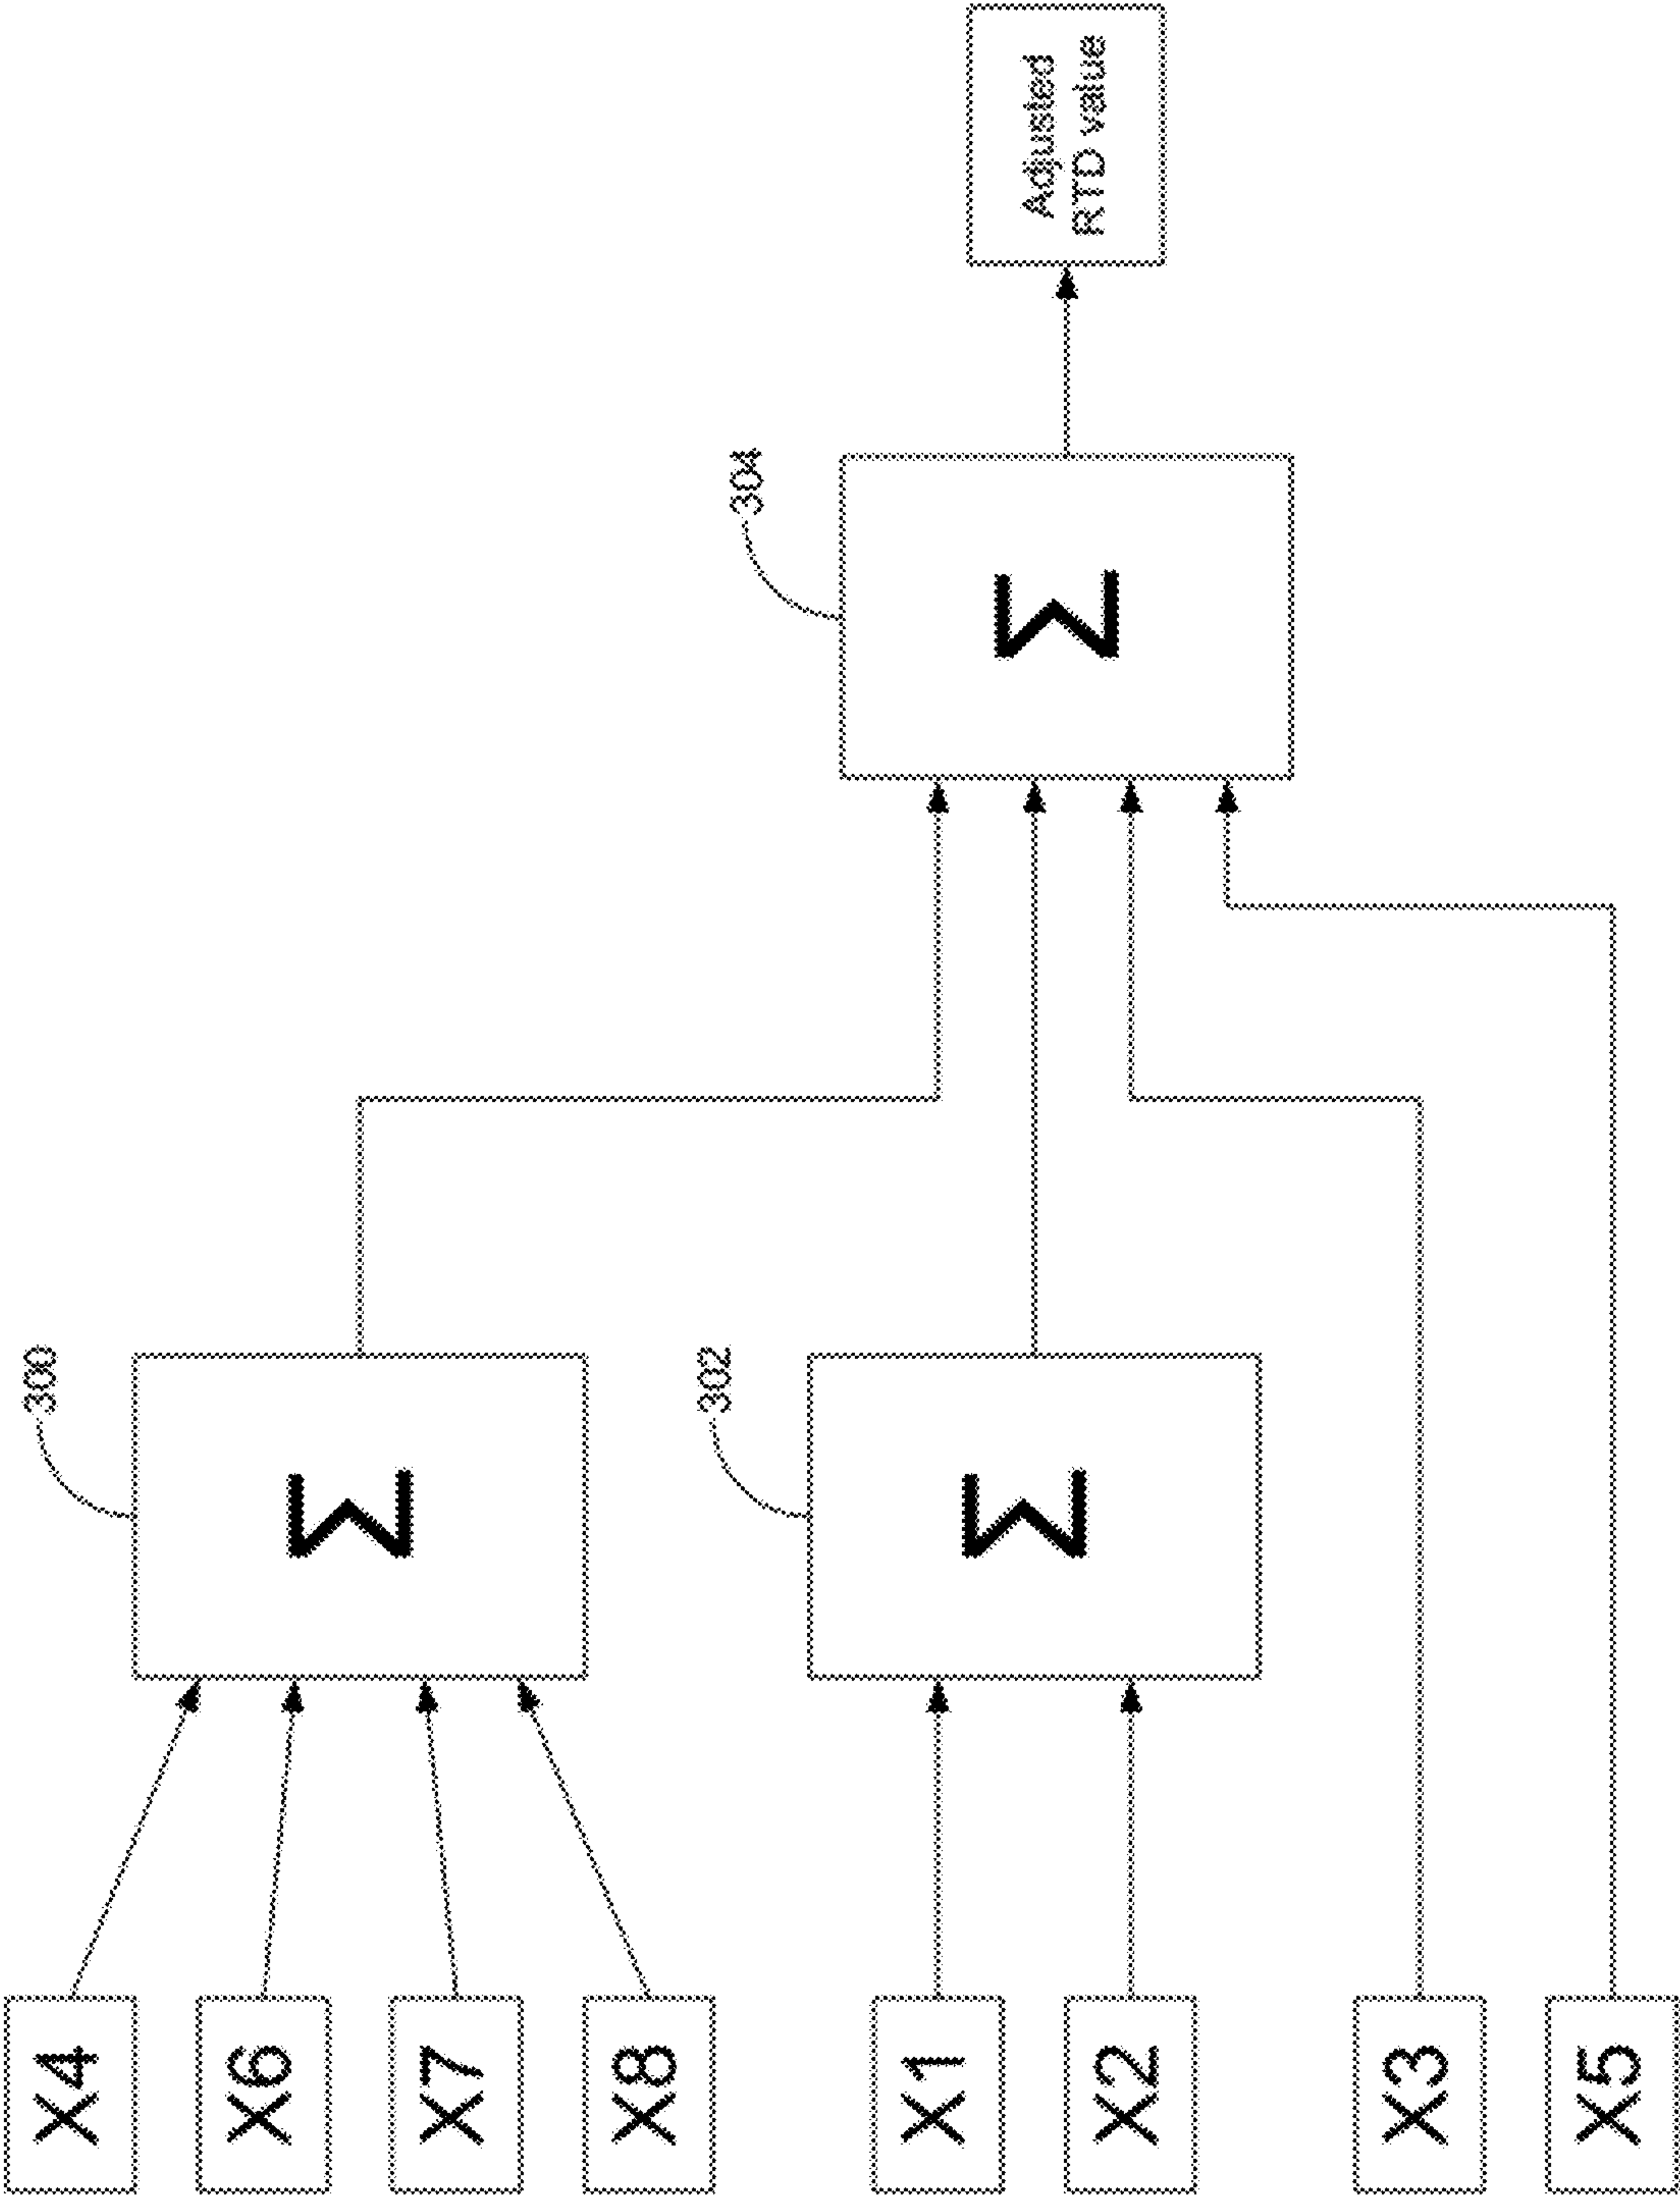 X4
X6
X7
X8
X1
X2
X3
X5
300
Σ
302
Σ
304
Σ
Adjusted
RTD value